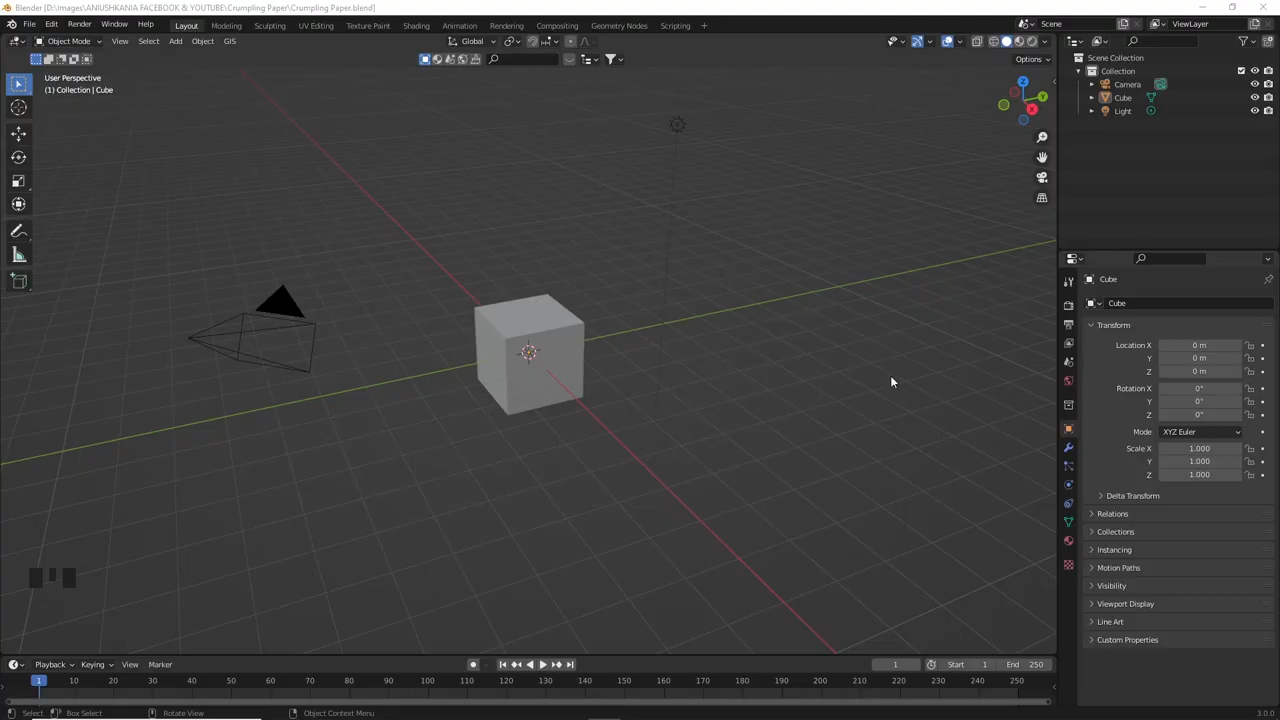 Blender [D:\Images\ANIUSHKANIA FACEBOOK & YOUTUBE\Crumpling Paper\Crumpling Paper.blend]
File Edit Render Window Help Layout Modeling Sculpting UV Editing Texture Paint Shading Animation Rendering Compositing Geometry Nodes Scripting + Scene ViewLayer
Object Mode View Select Add Object GIS Global
Options
User Perspective
(1) Collection | Cube
Z
Y
X
Scene Collection
Collection
Camera
Cube
Light
Cube
Cube
Transform
Location X 0 m
Y 0 m
Z 0 m
Rotation X 0°
Y 0°
Z 0°
Mode XYZ Euler
Scale X 1.000
Y 1.000
Z 1.000
Delta Transform
Relations
Collections
Instancing
Motion Paths
Visibility
Viewport Display
Line Art
Custom Properties
Playback Keying View Marker 1 Start 1 End 250
1 10 20 30 40 50 60 70 80 90 100 110 120 130 140 150 160 170 180 190 200 210 220 230 240 250
Select Box Select Rotate View Object Context Menu 3.0.0